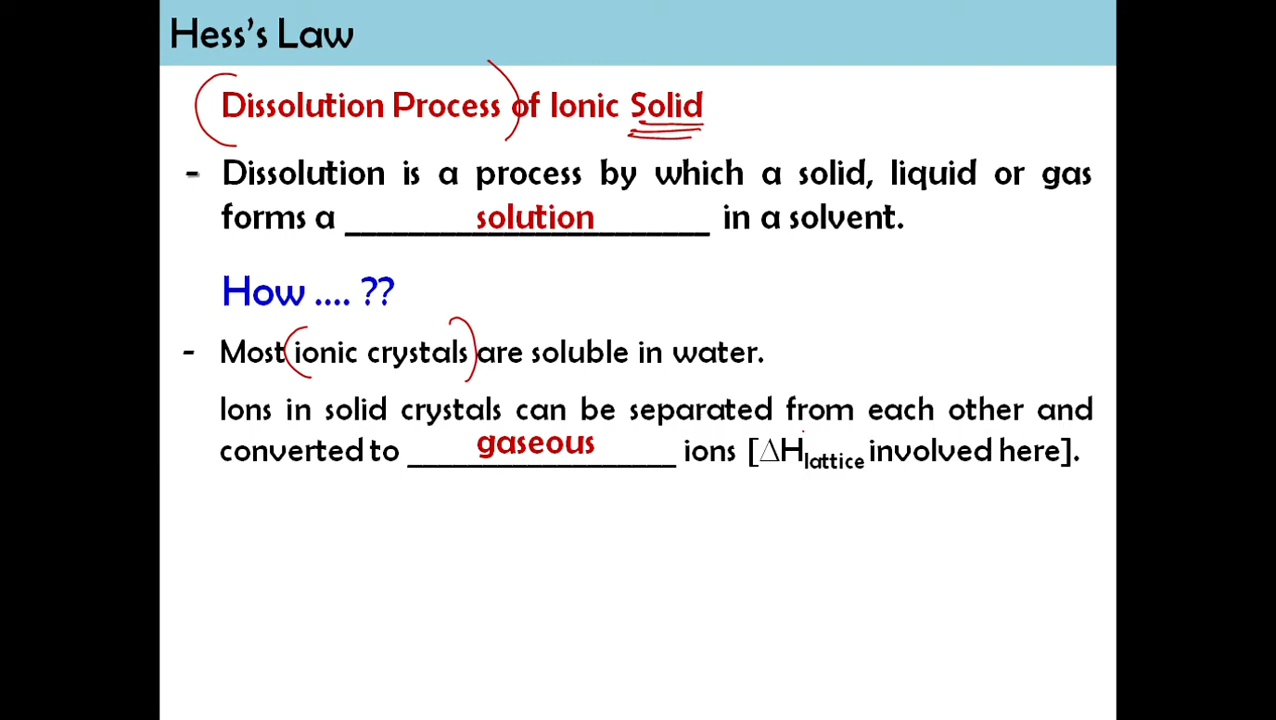 Hess's Law
Dissolution Process of Ionic Solid
- Dissolution is a process by which a solid, liquid or gas
forms a ______solution______ in a solvent.
How .... ??
- Most ionic crystals are soluble in water.
Ions in solid crystals can be separated from each other and
converted to ______gaseous______ ions [∆Hlattice involved here].